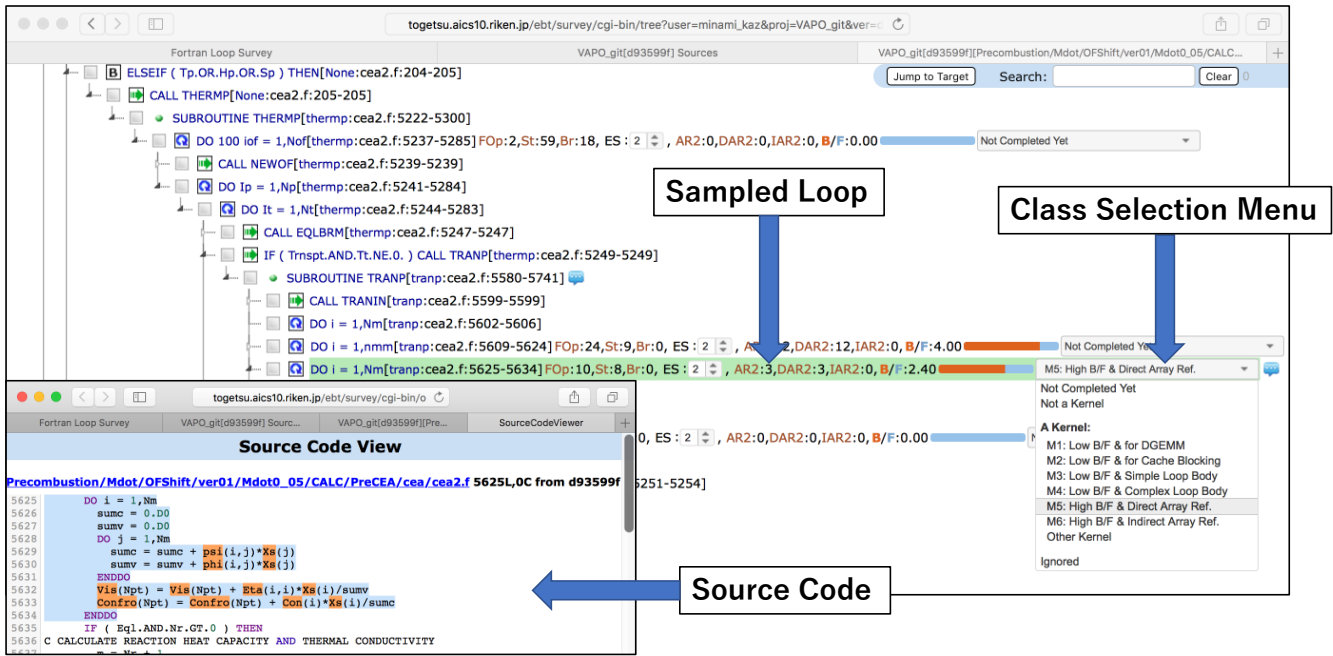 togetsu.aics10.riken.jp/ebt/survey/cgi-bin/tree?user=minami_kaz&proj=VAPO_git&ver=c
Fortran Loop Survey
VAPO_git[d93599f] Sources
VAPO_git[d93599f][Precombustion/Mdot/OFShift/ver01/Mdot0_05/CALC...
Jump to Target Search: Clear 0
B ELSEIF ( Tp.OR.Hp.OR.Sp ) THEN[None:cea2.f:204-205]
CALL THERMP[None:cea2.f:205-205]
SUBROUTINE THERMP[thermp:cea2.f:5222-5300]
DO 100 iof = 1,Nof[thermp:cea2.f:5237-5285] FOp:2,St:59,Br:18, ES : 2 , AR2:0,DAR2:0,IAR2:0, B/F:0.00 Not Completed Yet
CALL NEWOF[thermp:cea2.f:5239-5239]
DO Ip = 1,Np[thermp:cea2.f:5241-5284]
DO It = 1,Nt[thermp:cea2.f:5244-5283]
CALL EQLBRM[thermp:cea2.f:5247-5247]
IF ( Trnspt.AND.Tt.NE.0. ) CALL TRANP[thermp:cea2.f:5249-5249]
SUBROUTINE TRANP[tranp:cea2.f:5580-5741]
CALL TRANIN[tranp:cea2.f:5599-5599]
DO i = 1,Nm[tranp:cea2.f:5602-5606]
DO i = 1,nmm[tranp:cea2.f:5609-5624] FOp:24,St:9,Br:0, ES : 2 , 2,DAR2:12,IAR2:0, B/F:4.00 Not Completed Ye
DO i = 1,Nm[tranp:cea2.f:5625-5634] FOp:10,St:8,Br:0, ES : 2 , AR2:3,DAR2:3,IAR2:0, B/F:2.40 M5: High B/F & Direct Array Ref.
Sampled Loop
Class Selection Menu
Not Completed Yet
Not a Kernel
A Kernel:
M1: Low B/F & for DGEMM
M2: Low B/F & for Cache Blocking
M3: Low B/F & Simple Loop Body
M4: Low B/F & Complex Loop Body
M5: High B/F & Direct Array Ref.
M6: High B/F & Indirect Array Ref.
Other Kernel
Ignored
0, ES : 2 , AR2:0,DAR2:0,IAR2:0, B/F:0.00
5251-5254]
togetsu.aics10.riken.jp/ebt/survey/cgi-bin/o
Fortran Loop Survey
VAPO_git[d93599f] Sourc...
VAPO_git[d93599f][Pre...
SourceCodeViewer
Source Code View
Precombustion/Mdot/OFShift/ver01/Mdot0_05/CALC/PreCEA/cea/cea2.f 5625L,0C from d93599f
5625 DO i = 1,Nm
5626 sumc = 0.D0
5627 sumv = 0.D0
5628 DO j = 1,Nm
5629 sumc = sumc + psi(i,j)*Xs(j)
5630 sumv = sumv + phi(i,j)*Xs(j)
5631 ENDDO
5632 Vis(Npt) = Vis(Npt) + Eta(i,i)*Xs(i)/sumv
5633 Confro(Npt) = Confro(Npt) + Con(i)*Xs(i)/sumc
5634 ENDDO
5635 IF ( Eql.AND.Nr.GT.0 ) THEN
5636 C CALCULATE REACTION HEAT CAPACITY AND THERMAL CONDUCTIVITY
5637 m = Nr + 1
Source Code